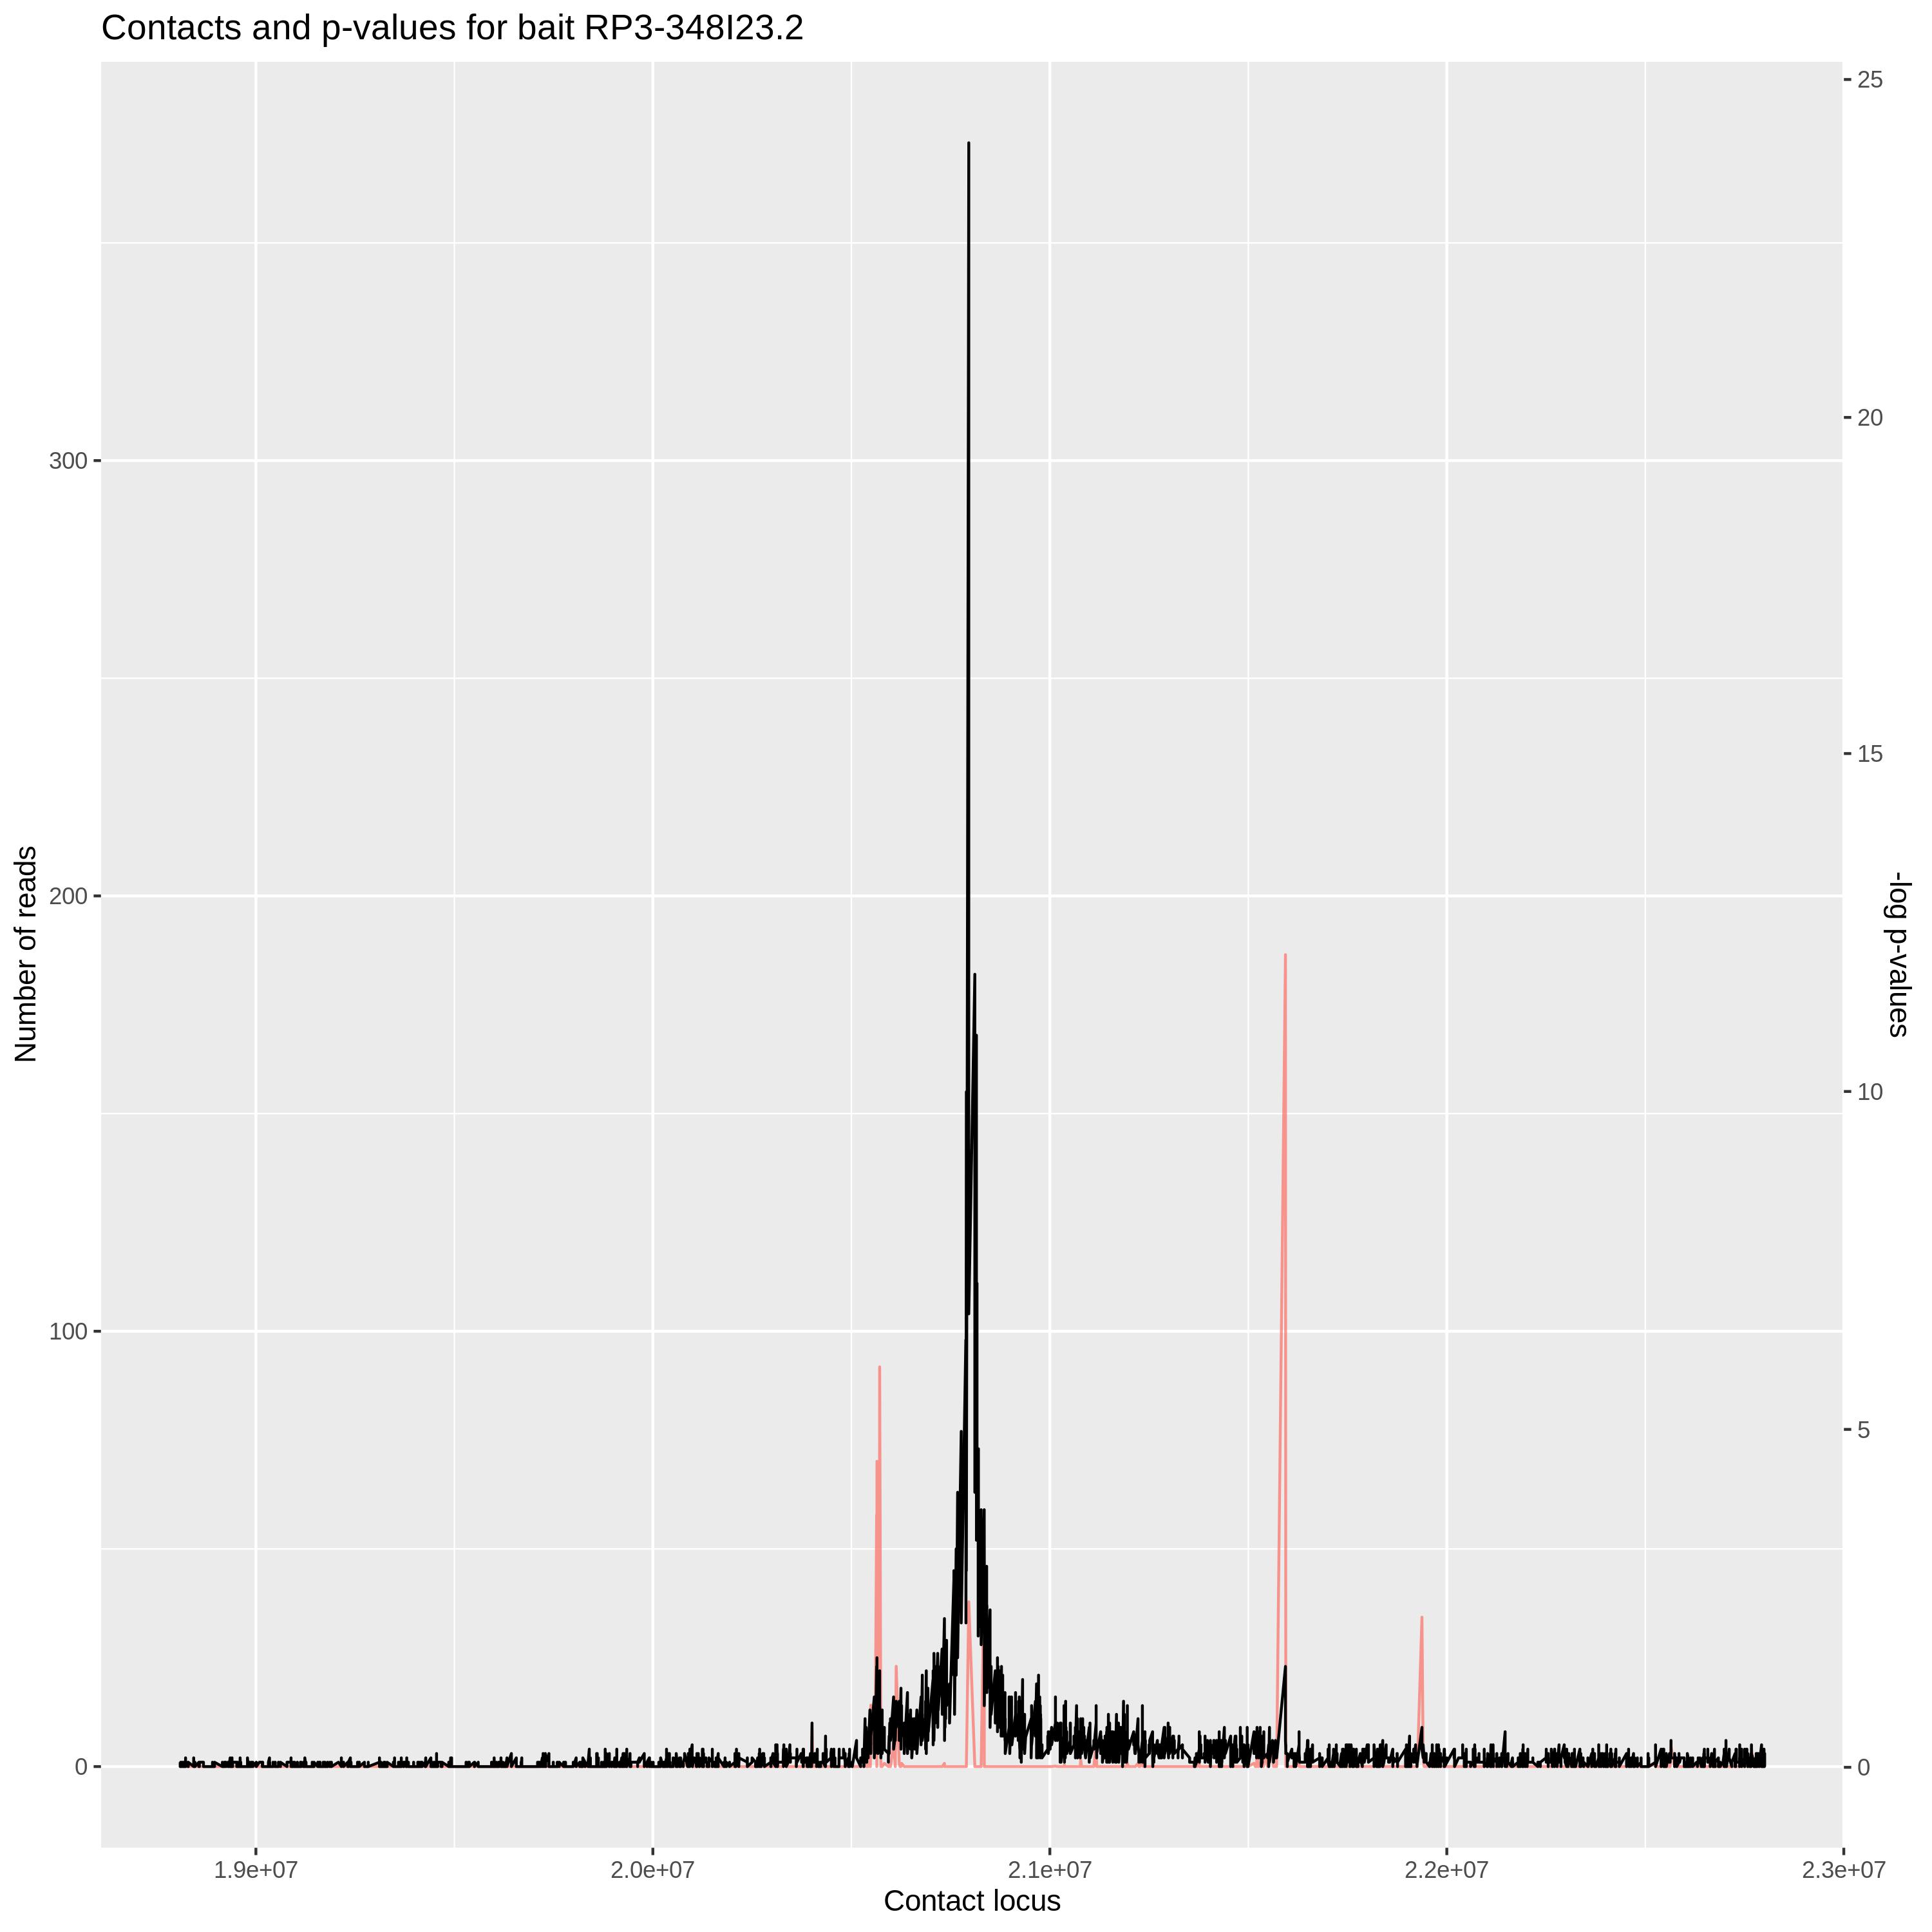 Contacts and p-values for bait RP3-348I23.2
25
20
300
15
Number of reads
200
-log p-values
10
100
5
0
0
1.9e+07
2.0e+07
2.1e+07
2.2e+07
2.3e+07
Contact locus